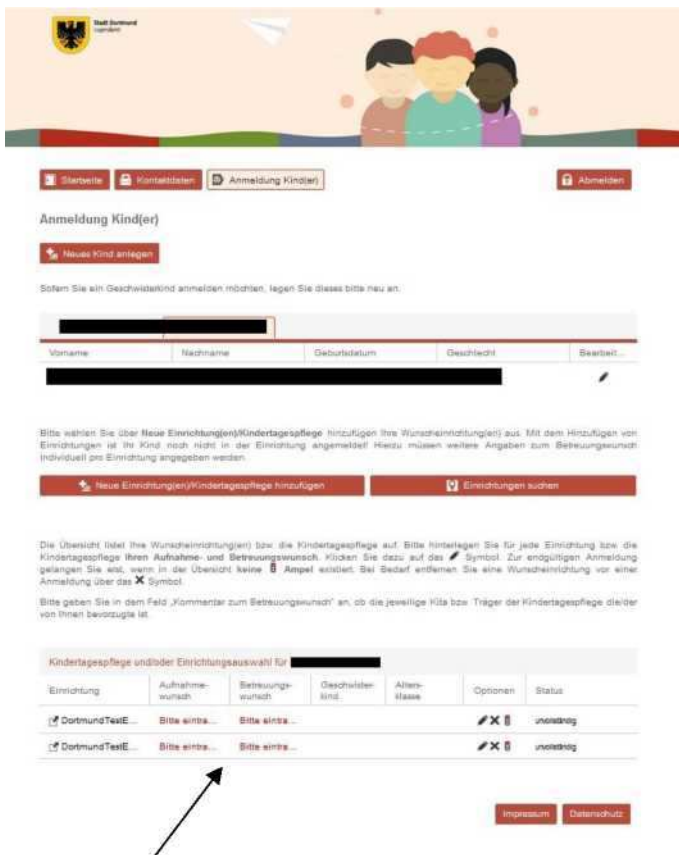 Stadt Dortmund
Jugendamt
Startseite Kontaktdaten Anmeldung Kind(er) Abmelden
Anmeldung Kind(er)
Neues Kind anlegen
Sofern Sie ein Geschwisterkind anmelden möchten, legen Sie dieses bitte neu an.
Vorname Nachname Geburtsdatum Geschlecht Bearbeit...
Bitte wählen Sie über Neue Einrichtung(en)/Kindertagespflege hinzufügen Ihre Wunscheinrichtung(en) aus. Mit dem Hinzufügen von
Einrichtungen ist Ihr Kind noch nicht in der Einrichtung angemeldet! Hierzu müssen weitere Angaben zum Betreuungswunsch
individuell pro Einrichtung angegeben werden.
Neue Einrichtung(en)/Kindertagespflege hinzufügen Einrichtungen suchen
Die Übersicht listet Ihre Wunscheinrichtung(en) bzw. die Kindertagespflege auf. Bitte hinterlegen Sie für jede Einrichtung bzw. die
Kindertagespflege Ihren Aufnahme- und Betreuungswunsch. Klicken Sie dazu auf das Symbol. Zur endgültigen Anmeldung
gelangen Sie erst, wenn in der Übersicht keine Ampel existiert. Bei Bedarf entfernen Sie eine Wunscheinrichtung vor einer
Anmeldung über das X Symbol.
Bitte geben Sie in dem Feld „Kommentar zum Betreuungswunsch" an, ob die jeweilige Kita bzw. Träger der Kindertagespflege die/der
von Ihnen bevorzugte ist.
Kindertagespflege und/oder Einrichtungsauswahl für
Einrichtung Aufnahme-wunsch Betreuungs-wunsch Geschwister-kind Alters-klasse Optionen Status
DortmundTestE... Bitte eintra... Bitte eintra... unvollständig
DortmundTestE... Bitte eintra... Bitte eintra... unvollständig
Impressum Datenschutz